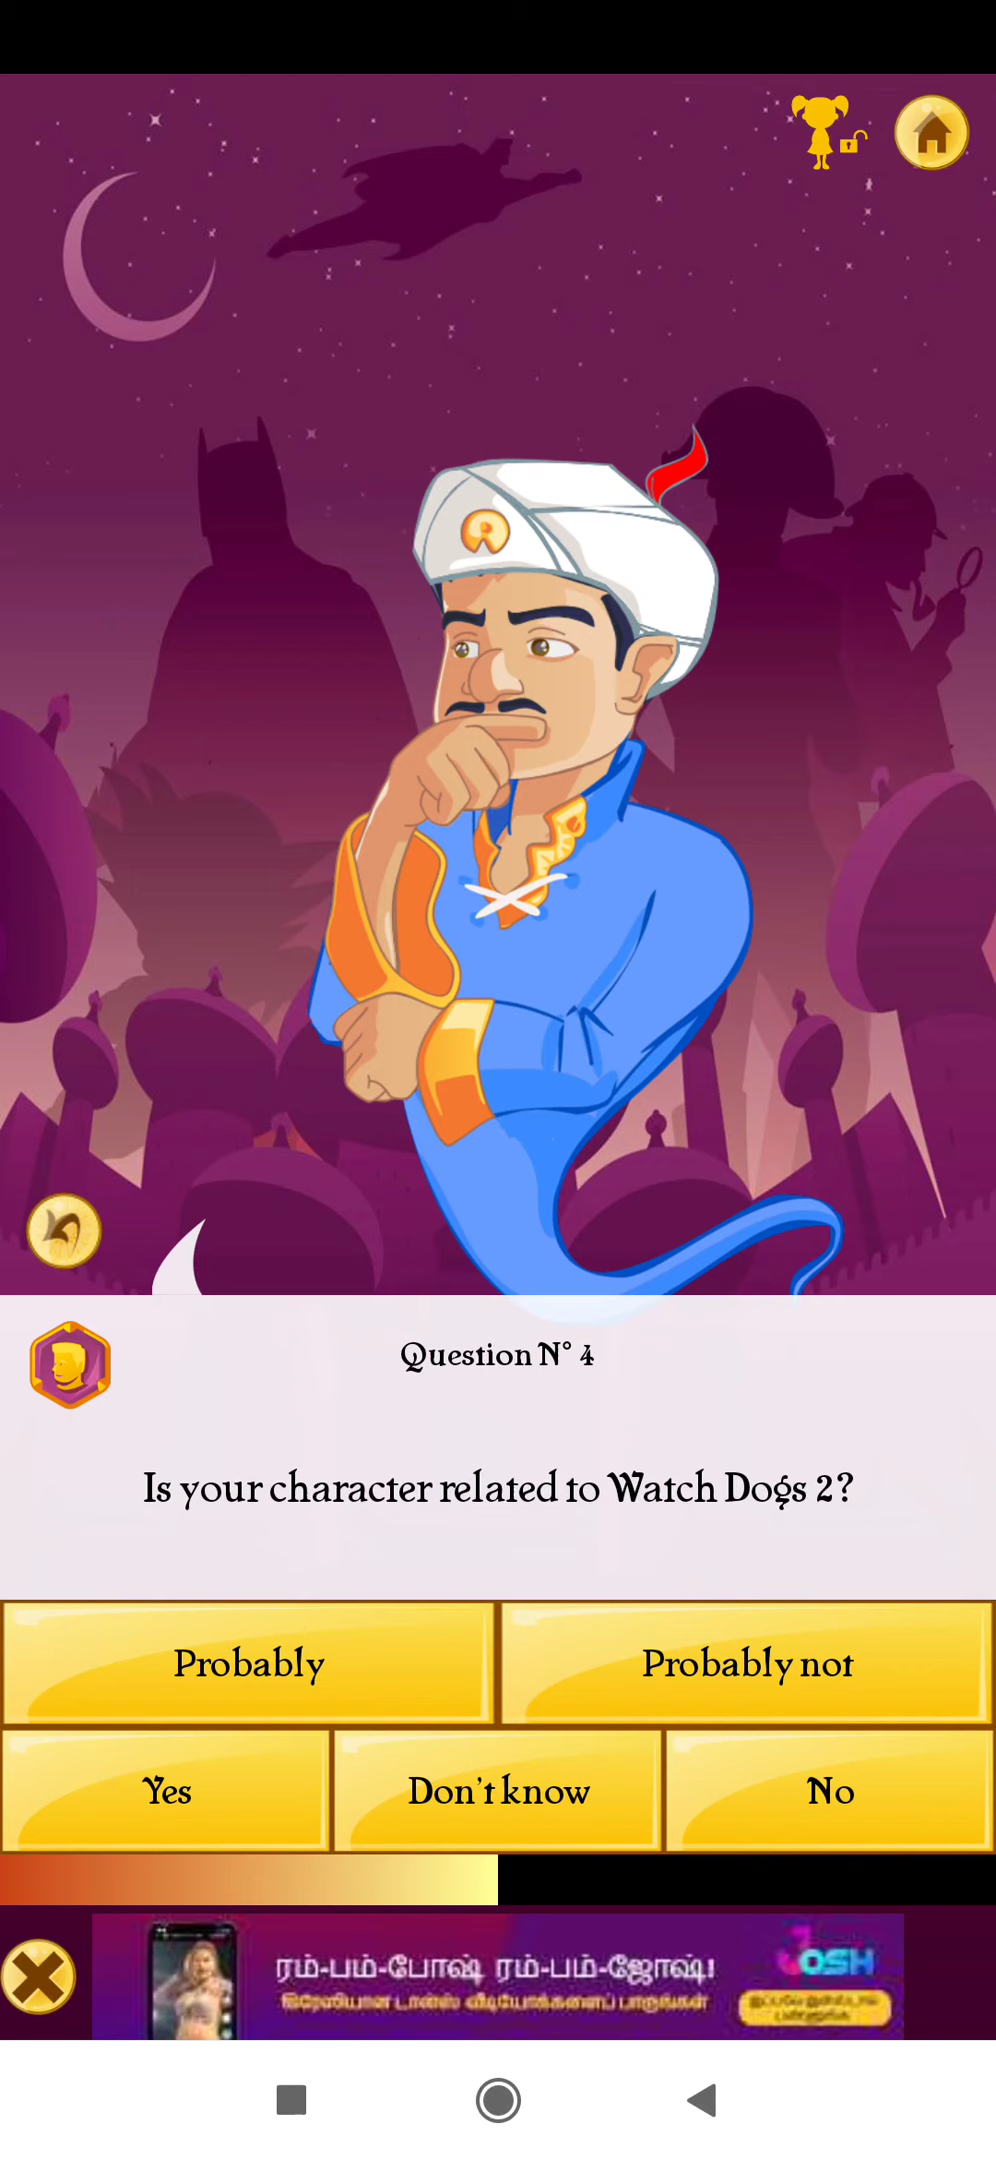 Question N° 4
Is your character related to Watch Dogs 2?
Probably
Probably not
Yes
Don't know
No
ரம்-பம்-போஷ் ரம்-பம்-ஜோஷ்!
டான்ஸ்
JOSH